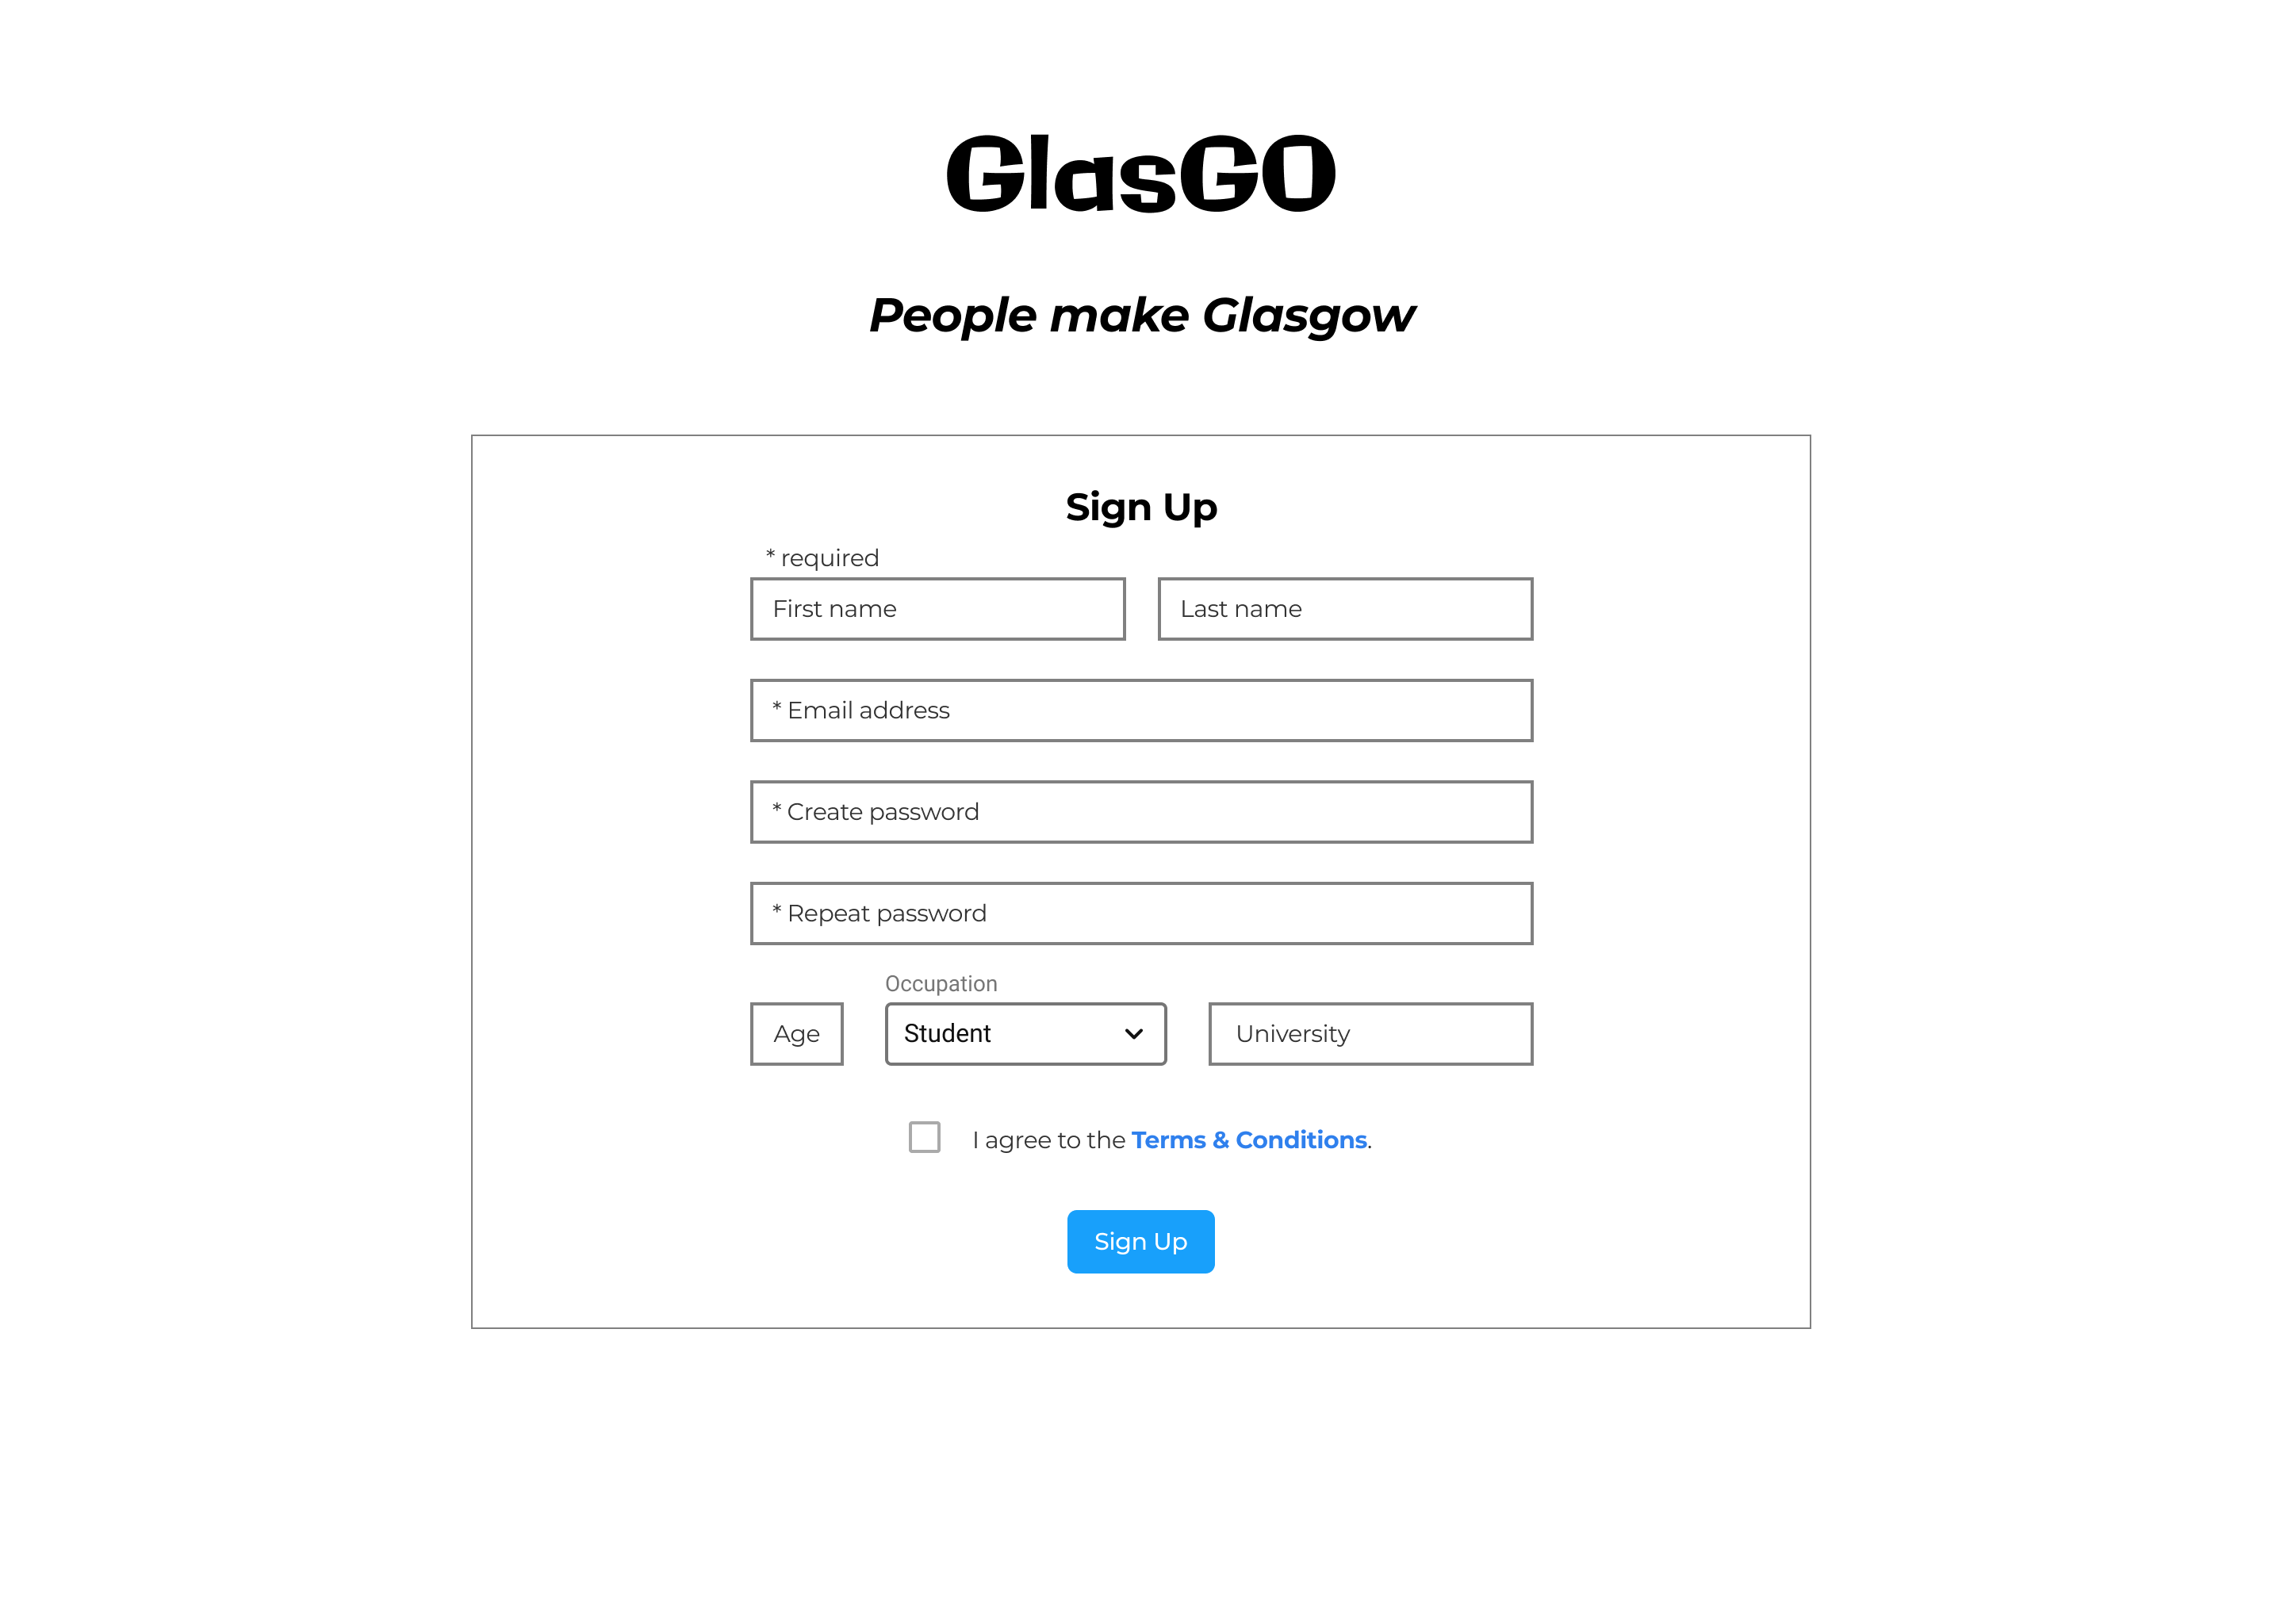 GlasGO
People make Glasgow
Sign Up
* required
First name
Last name
* Email address
* Create password
* Repeat password
Occupation
Age
Student
University
I agree to the Terms & Conditions.
Sign Up